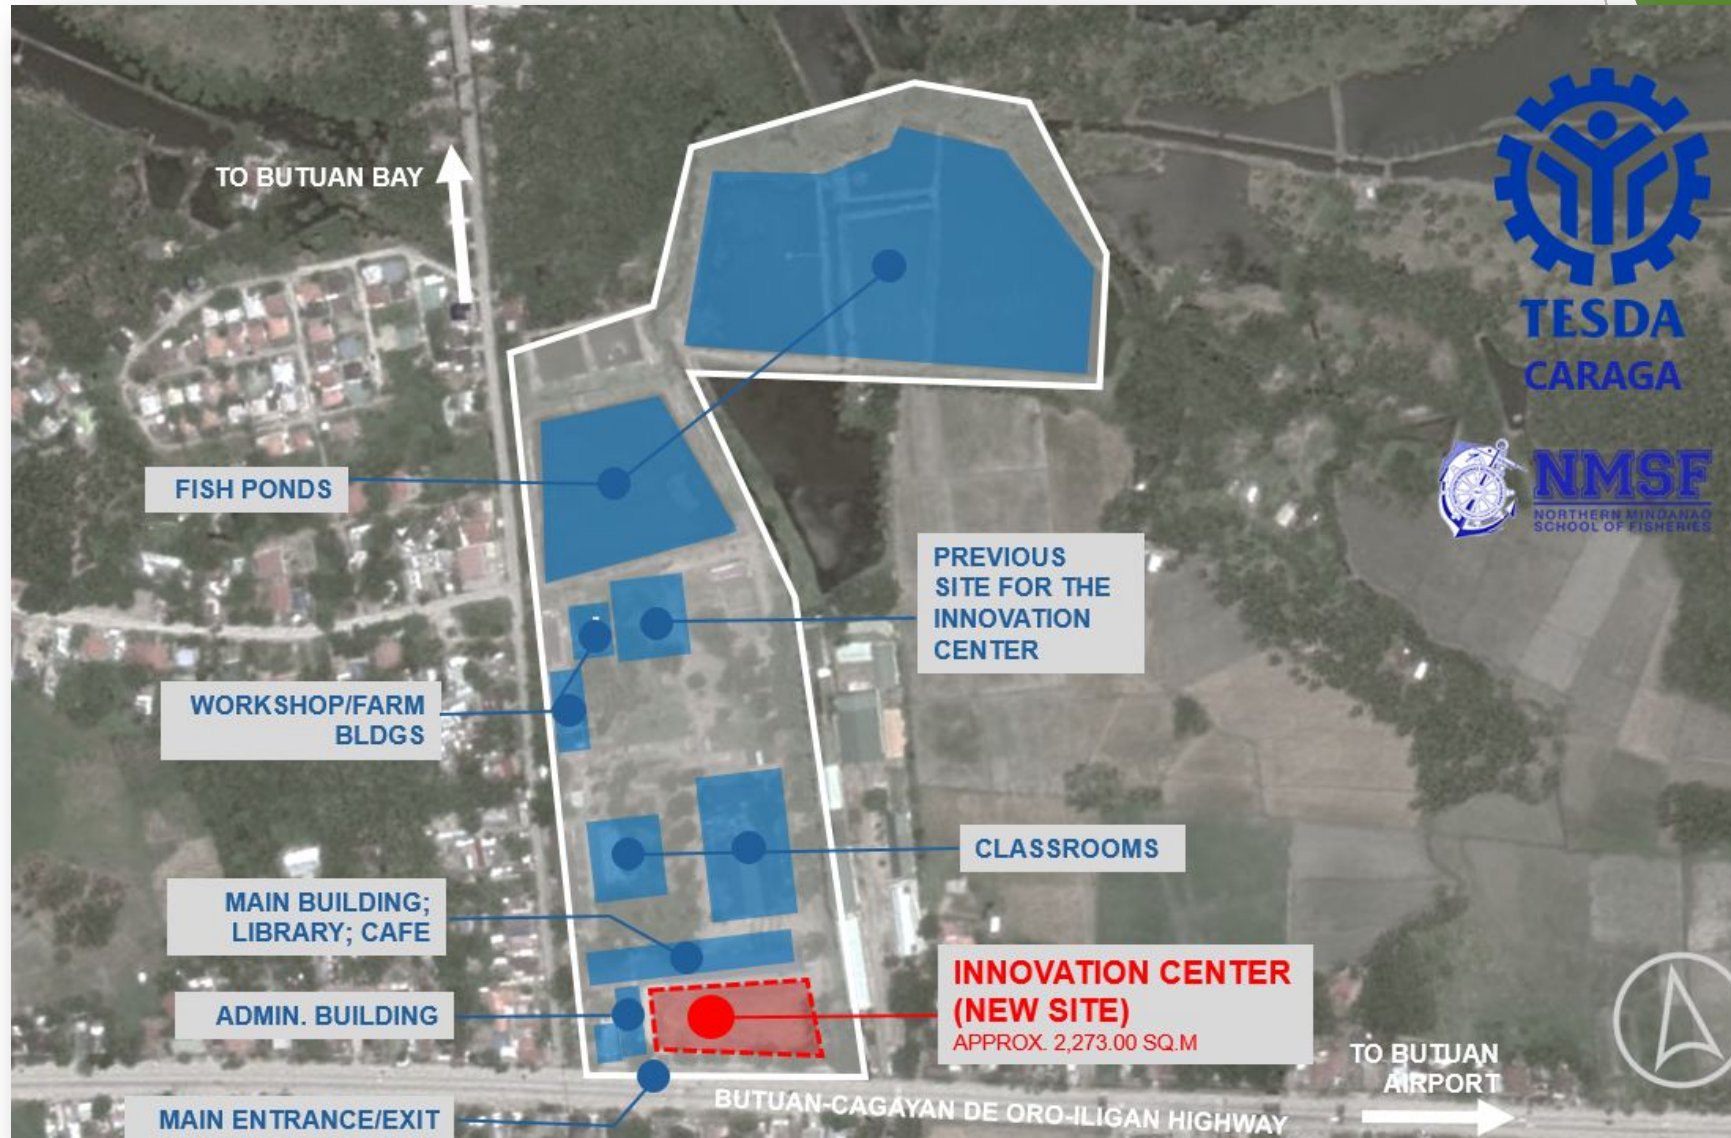 TO BUTUAN BAY
TESDA
CARAGA
NMSF
NORTHERN MINDANAO
SCHOOL OF FISHERIES
FISH PONDS
PREVIOUS
SITE FOR THE
INNOVATION
CENTER
WORKSHOP/FARM
BLDGS
CLASSROOMS
MAIN BUILDING;
LIBRARY; CAFE
INNOVATION CENTER
(NEW SITE)
APPROX. 2,273.00 SQ.M
ADMIN. BUILDING
TO BUTUAN
AIRPORT
BUTUAN-CAGAYAN DE ORO-ILIGAN HIGHWAY
MAIN ENTRANCE/EXIT